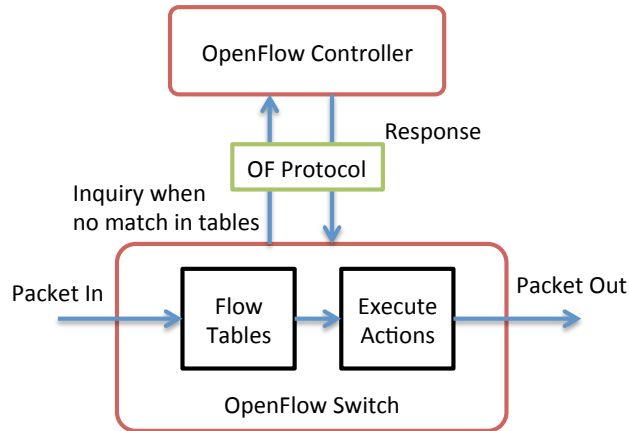 OpenFlow Controller
Response
OF Protocol
Inquiry when
no match in tables
Packet In
Flow
Tables
Execute
Actions
Packet Out
OpenFlow Switch